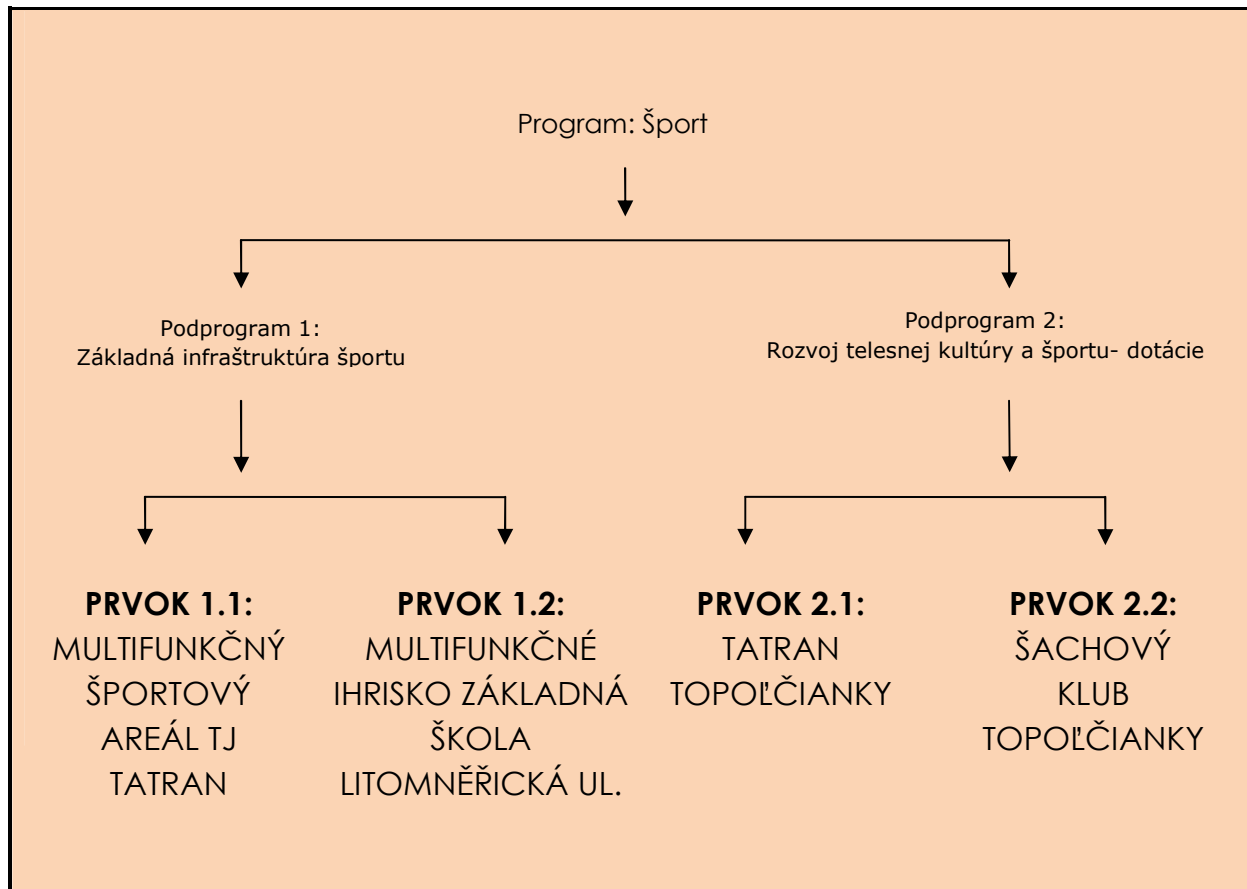 Program: Šport
Podprogram 1:
Základná infraštruktúra športu
Podprogram 2:
Rozvoj telesnej kultúry a športu- dotácie
PRVOK 1.1:
MULTIFUNKČNÝ
ŠPORTOVÝ
AREÁL TJ
TATRAN
PRVOK 1.2:
MULTIFUNKČNÉ
IHRISKO ZÁKLADNÁ
ŠKOLA
LITOMNĚŘICKÁ UL.
PRVOK 2.1:
TATRAN
TOPOĽČIANKY
PRVOK 2.2:
ŠACHOVÝ
KLUB
TOPOĽČIANKY